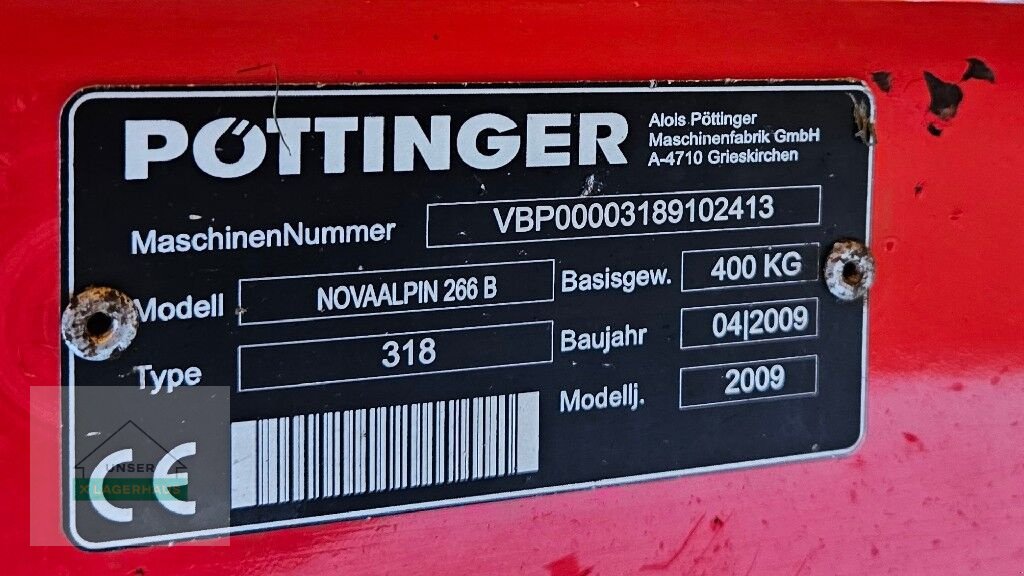 PÖTTINGER
Alois Pöttinger
Maschinenfabrik GmbH
A-4710 Grieskirchen
MaschinenNummer VBP00003189102413
Modell NOVAALPIN 266 B Basisgew. 400 KG
Type 318 Baujahr 04|2009
Modellj. 2009
CE
UNSER
X LAGERHAUS